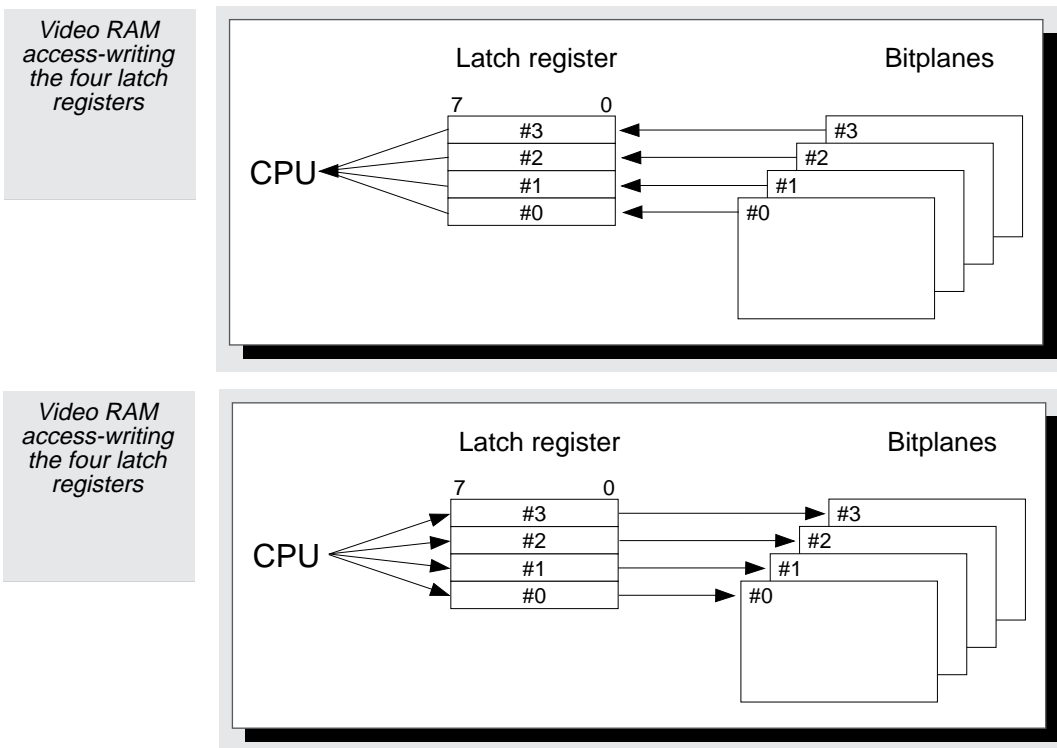 Video RAM
access-writing
the four latch
registers
Latch register
Bitplanes
7 0
#3
#2
#1
#0
CPU
#3
#2
#1
#0
Video RAM
access-writing
the four latch
registers
Latch register
Bitplanes
7 0
#3
#2
#1
#0
CPU
#3
#2
#1
#0